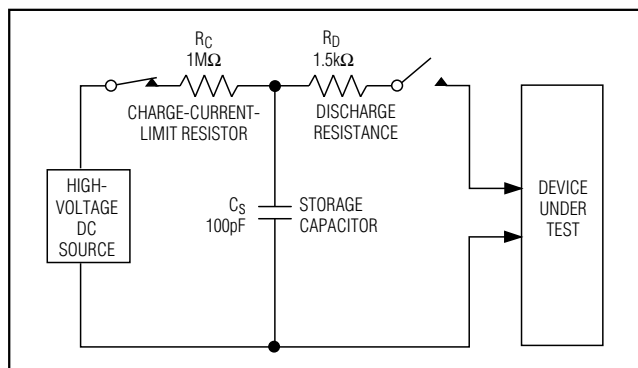 RC
1MΩ
CHARGE-CURRENT-
LIMIT RESISTOR
RD
1.5kΩ
DISCHARGE
RESISTANCE
HIGH-
VOLTAGE
DC
SOURCE
CS
100pF
STORAGE
CAPACITOR
DEVICE
UNDER
TEST